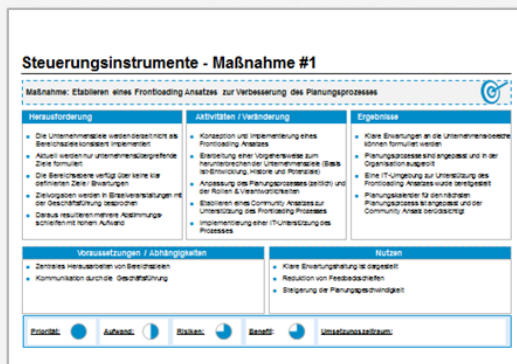 Steuerungsinstrumente - Maßnahme #1
Maßnahme: Etablieren eines Frontloading Ansatzes zur Verbesserung des Planungsprozesses
Herausforderung
Die Unternehmensziele werden derzeit nicht als
Bereichsziele konsistent implementiert
Aktuell werden nur unternehmensübergreifende
Ziele formuliert
Die Bereichsebene verfügt über keine klar
definierten Ziele / Erwartungen
Zielvorgaben werden in Einzelveranstaltungen mit
der Geschäftsführung besprochen
Daraus resultieren mehrere Abstimmungs-
schleifen mit hohem Aufwand
Aktivitäten / Veränderung
Konzeption und Implementierung eines
Frontloading Ansatzes
Erarbeitung einer Vorgehensweise zum
herunterbrechen der Unternehmensziele (Basis
Ist-Entwicklung, Historie und Potenziale)
Anpassung des Planungsprozesses (zeitlich) und
der Rollen & Verantwortlichkeiten
Etablieren eines Community Ansatzes zur
Unterstützung des Frontloading Prozesses
Implementierung einer IT-Unterstützung des
Prozesses
Ergebnisse
Klare Erwartungen an die Unternehmensbereiche
können formuliert werden
Planungsprozesse sind angepasst und in der
Organisation ausgerollt
Eine IT-Umgebung zur Unterstützung des
Frontloading Ansatzes wurde bereitgestellt
Planungskalender für den nächsten
Planungsprozess ist angepasst und der
Community Ansatz berücksichtigt
Voraussetzungen / Abhängigkeiten
Zentrales Herausarbeiten von Bereichszielen
Kommunikation durch die Geschäftsführung
Nutzen
Klare Erwartungshaltung ist dargestellt
Reduktion von Feedbackschleifen
Steigerung der Planungsgeschwindigkeit
Priorität: Aufwand: Risiken: Benefit: Umsetzungszeitraum: